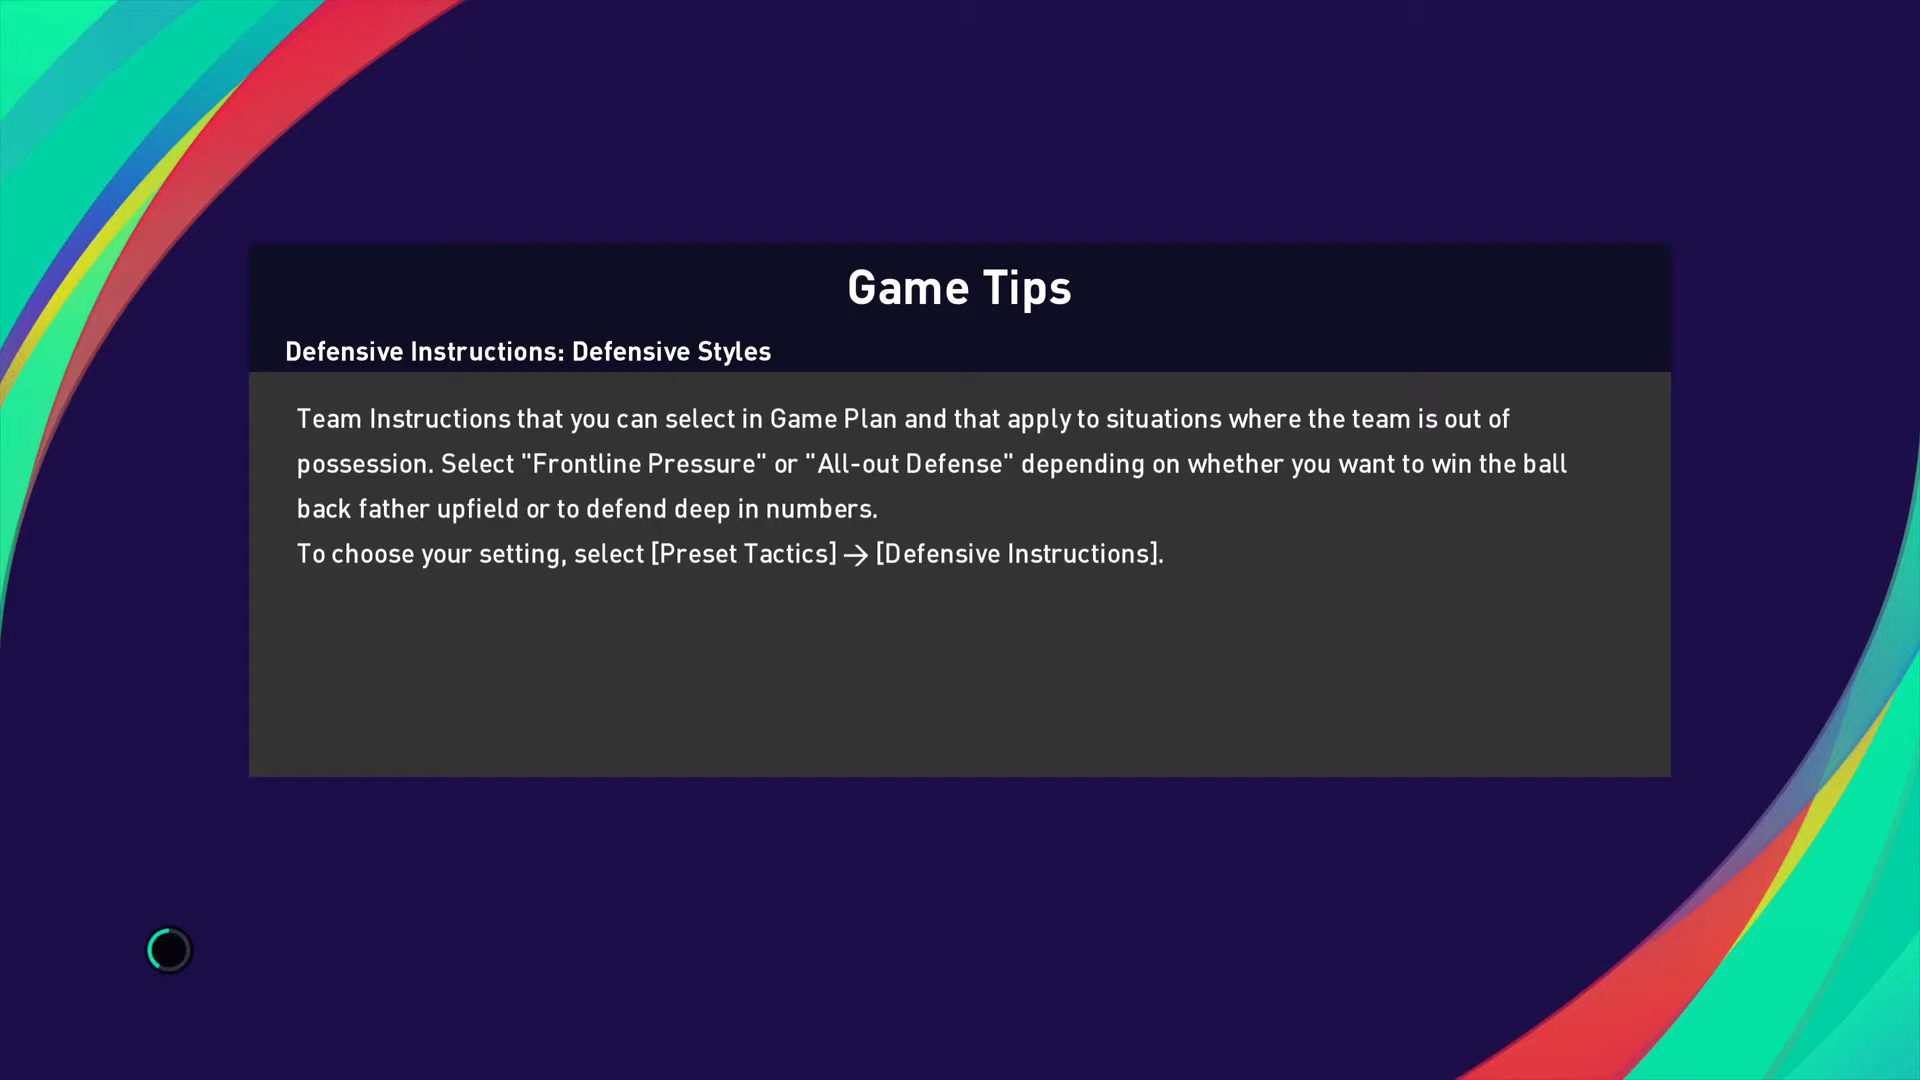 Game Tips
Defensive Instructions: Defensive Styles
Team Instructions that you can select in Game Plan and that apply to situations where the team is out of
possession. Select "Frontline Pressure" or "All-out Defense" depending on whether you want to win the ball
back father upfield or to defend deep in numbers.
To choose your setting, select [Preset Tactics] → [Defensive Instructions].